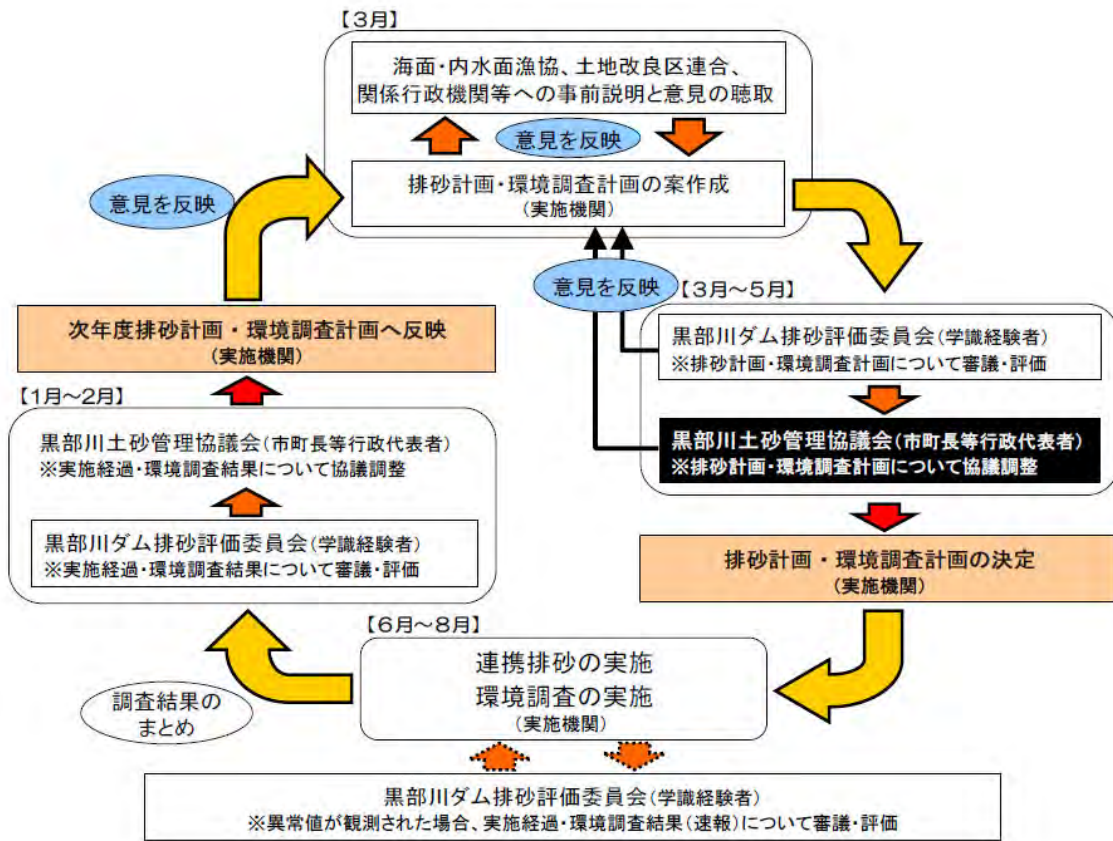 【3月】
海面・内水面漁協、土地改良区連合、
関係行政機関等への事前説明と意見の聴取
意見を反映
排砂計画・環境調査計画の案作成
(実施機関)
意見を反映
意見を反映
【3月~5月】
黒部川ダム排砂評価委員会(学識経験者)
※排砂計画・環境調査計画について審議・評価
黒部川土砂管理協議会(市町長等行政代表者)
※排砂計画・環境調査計画について協議調整
排砂計画・環境調査計画の決定
(実施機関)
【6月~8月】
連携排砂の実施
環境調査の実施
(実施機関)
黒部川ダム排砂評価委員会(学識経験者)
※異常値が観測された場合、実施経過・環境調査結果(速報)について審議・評価
調査結果の
まとめ
【1月~2月】
黒部川土砂管理協議会(市町長等行政代表者)
※実施経過・環境調査結果について協議調整
黒部川ダム排砂評価委員会(学識経験者)
※実施経過・環境調査結果について審議・評価
次年度排砂計画・環境調査計画へ反映
(実施機関)